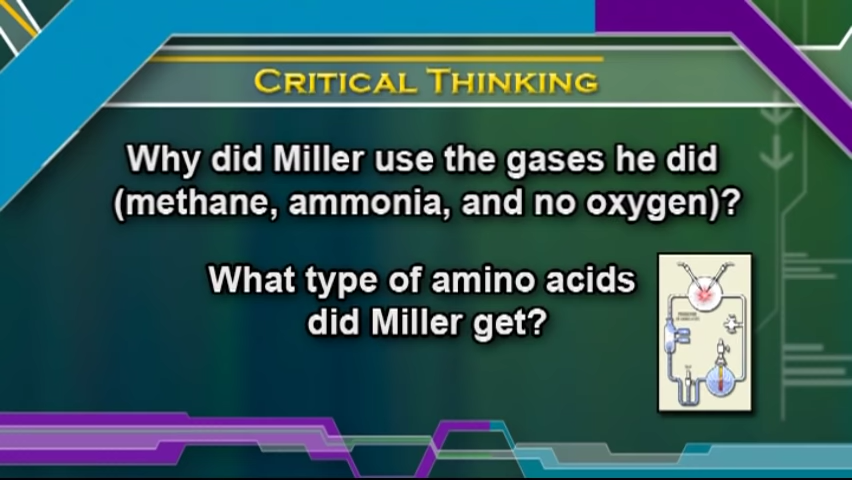 CRITICAL THINKING
Why did Miller use the gases he did
(methane, ammonia, and no oxygen)?
What type of amino acids
did Miller get?